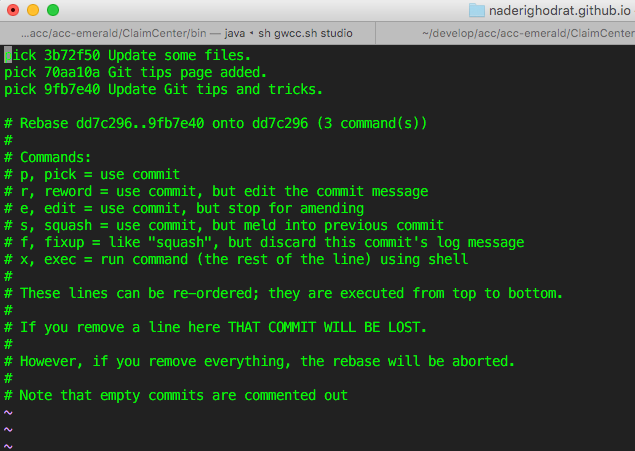 naderighodrat.github.io
...acc/acc-emerald/ClaimCenter/bin — java • sh gwcc.sh studio
~/develop/acc/acc-emerald/ClaimCenter
pick 3b72f50 Update some files.
pick 70aa10a Git tips page added.
pick 9fb7e40 Update Git tips and tricks.
# Rebase dd7c296..9fb7e40 onto dd7c296 (3 command(s))
#
# Commands:
# p, pick = use commit
# r, reword = use commit, but edit the commit message
# e, edit = use commit, but stop for amending
# s, squash = use commit, but meld into previous commit
# f, fixup = like "squash", but discard this commit's log message
# x, exec = run command (the rest of the line) using shell
#
# These lines can be re-ordered; they are executed from top to bottom.
#
# If you remove a line here THAT COMMIT WILL BE LOST.
#
# However, if you remove everything, the rebase will be aborted.
#
# Note that empty commits are commented out
~
~
~